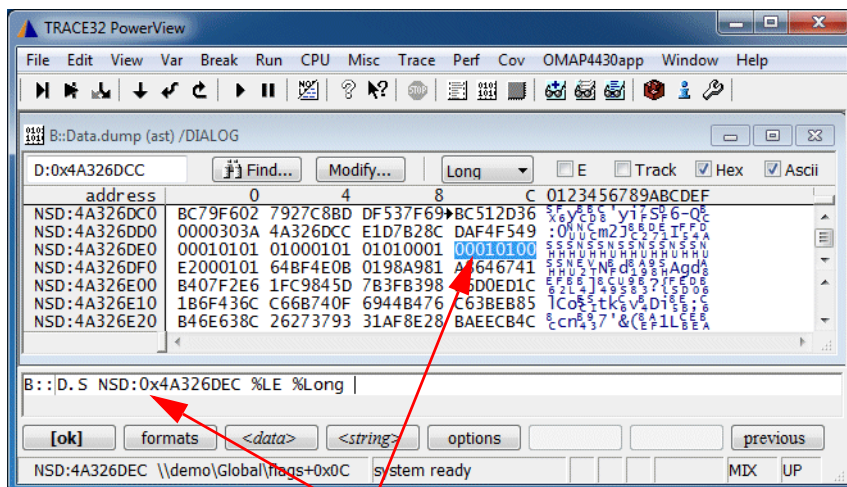 TRACE32 PowerView
File Edit View Var Break Run CPU Misc Trace Perf Cov OMAP4430app Window Help
B::Data.dump (ast) /DIALOG
D:0x4A326DCC Find... Modify... Long E Track Hex Ascii
address 0 4 8 C 0123456789ABCDEF
NSD:4A326DC0 BC79F602 7927C8BD DF537F69 BC512D36
NSD:4A326DD0 0000303A 4A326DCC E1D7B28C DAF4F549
NSD:4A326DE0 00010101 01000101 01010001 00010100
NSD:4A326DF0 E2000101 64BF4E0B 0198A981
NSD:4A326E00 B407F2E6 1FC9845D 7B3FB398
NSD:4A326E10 1B6F436C C66B740F 6944B476 C63BEB85
NSD:4A326E20 B46E638C 26273793 31AF8E28 BAEECB4C
B::D.S NSD:0x4A326DEC %LE %Long
[ok] formats <data> <string> options previous
NSD:4A326DEC \\demo\Global\flags+0x0C system ready MIX UP